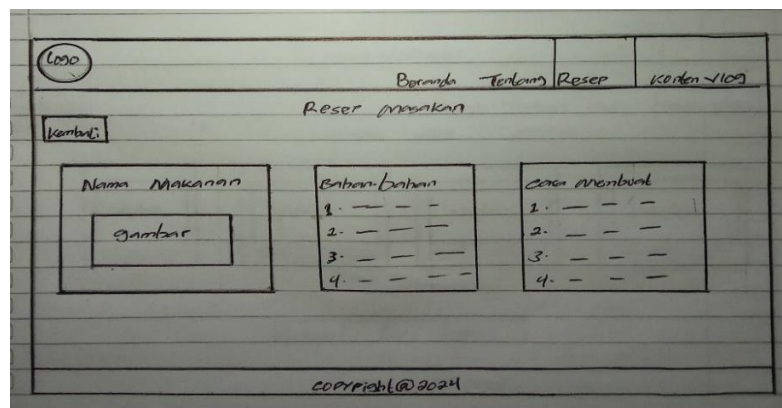 Logo
Beranda Tentang Resep Konten Vlog
Resep Masakan
Kembali
Nama Makanan
gambar
Bahan-bahan
1.
2.
3.
4.
cara membuat
1.
2.
3.
4.
copyright@2024